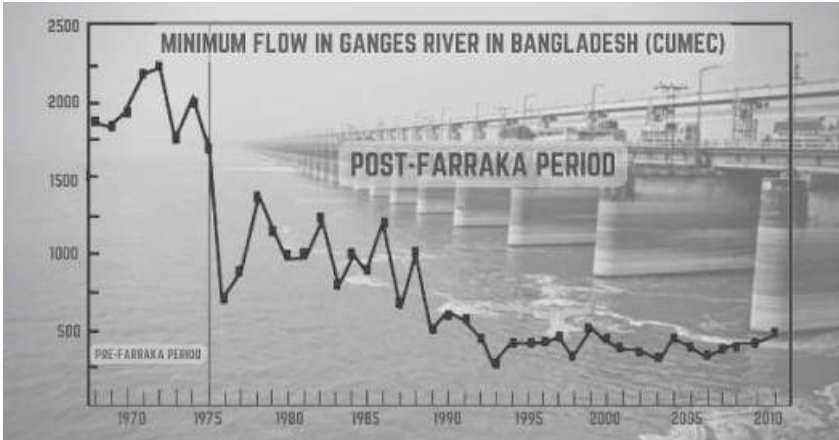 2500
MINIMUM FLOW IN GANGES RIVER IN BANGLADESH (CUMEC)
2000
POST-FARRAKA PERIOD
1500
1000
500
PRE-FARRAKA PERIOD
1970 1975 1980 1985 1990 1995 2000 2005 2010